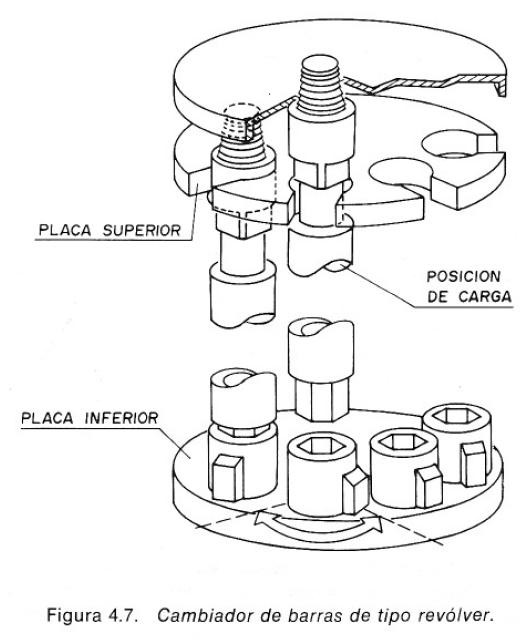 PLACA SUPERIOR
POSICION
DE CARGA
PLACA INFERIOR
Figura 4.7. Cambiador de barras de tipo revólver.